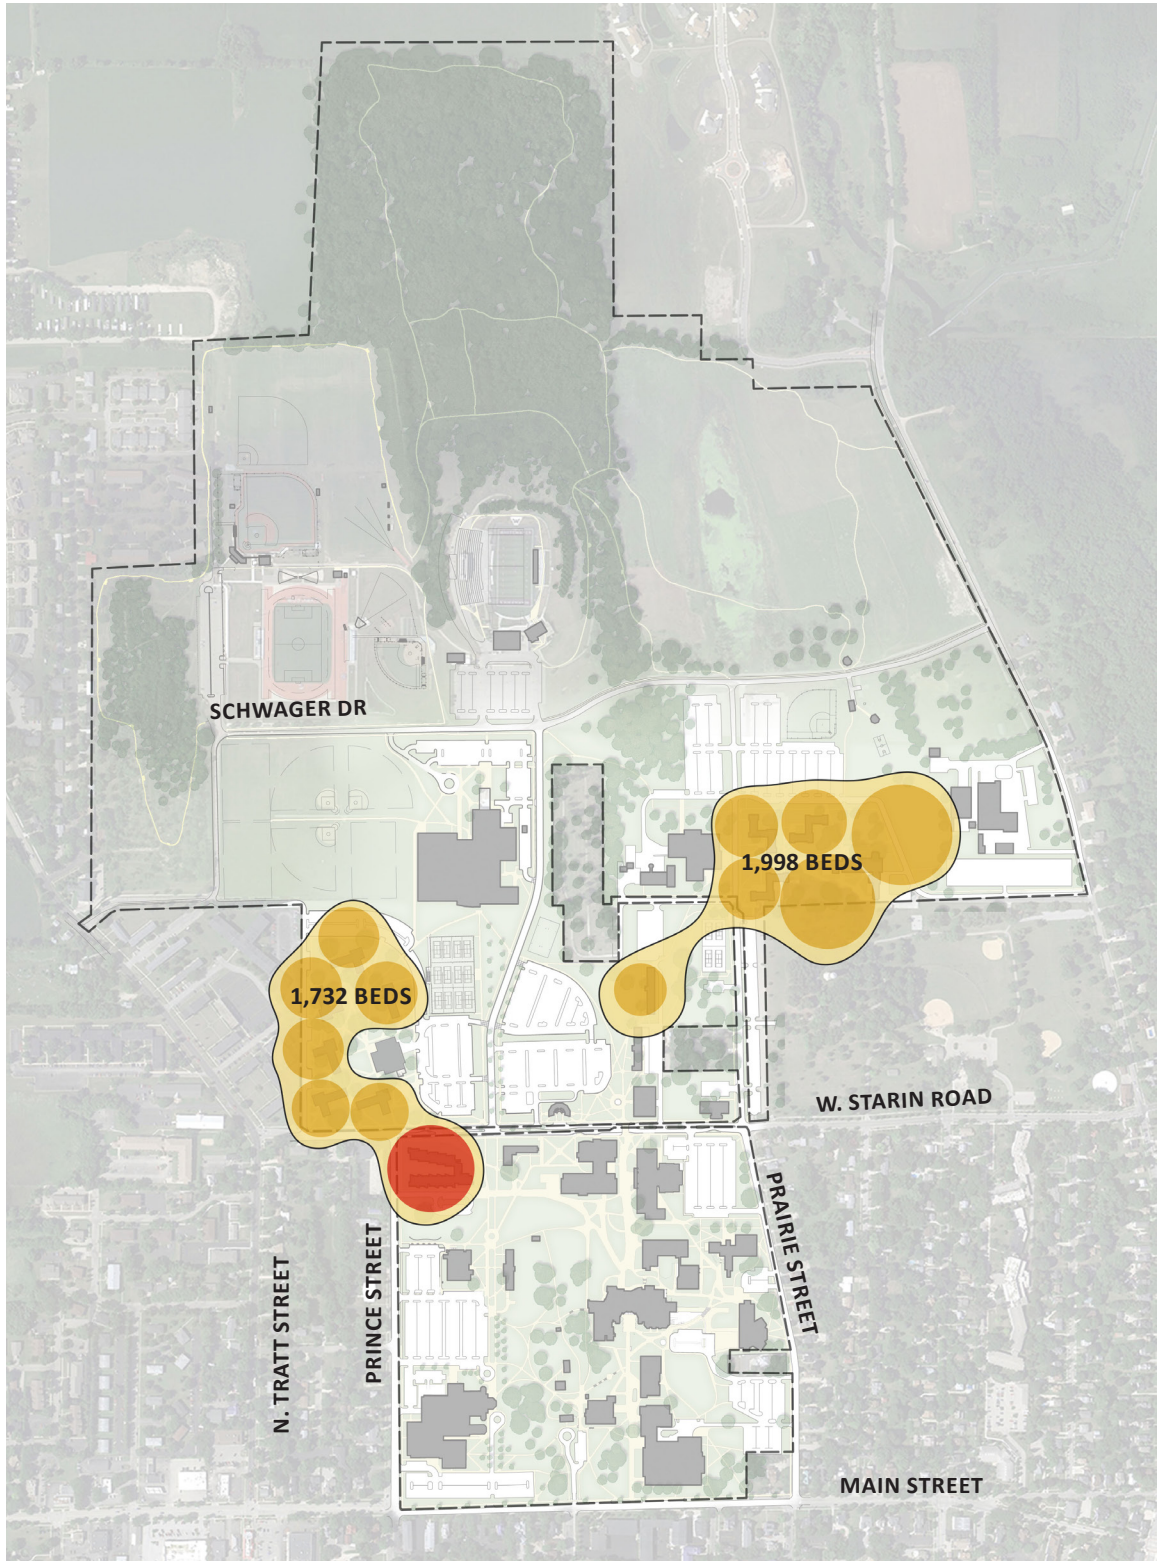 SCHWAGER DR
1,998 BEDS
1,732 BEDS
W. STARIN ROAD
PRAIRIE STREET
PRINCE STREET
N. TRATT STREET
MAIN STREET